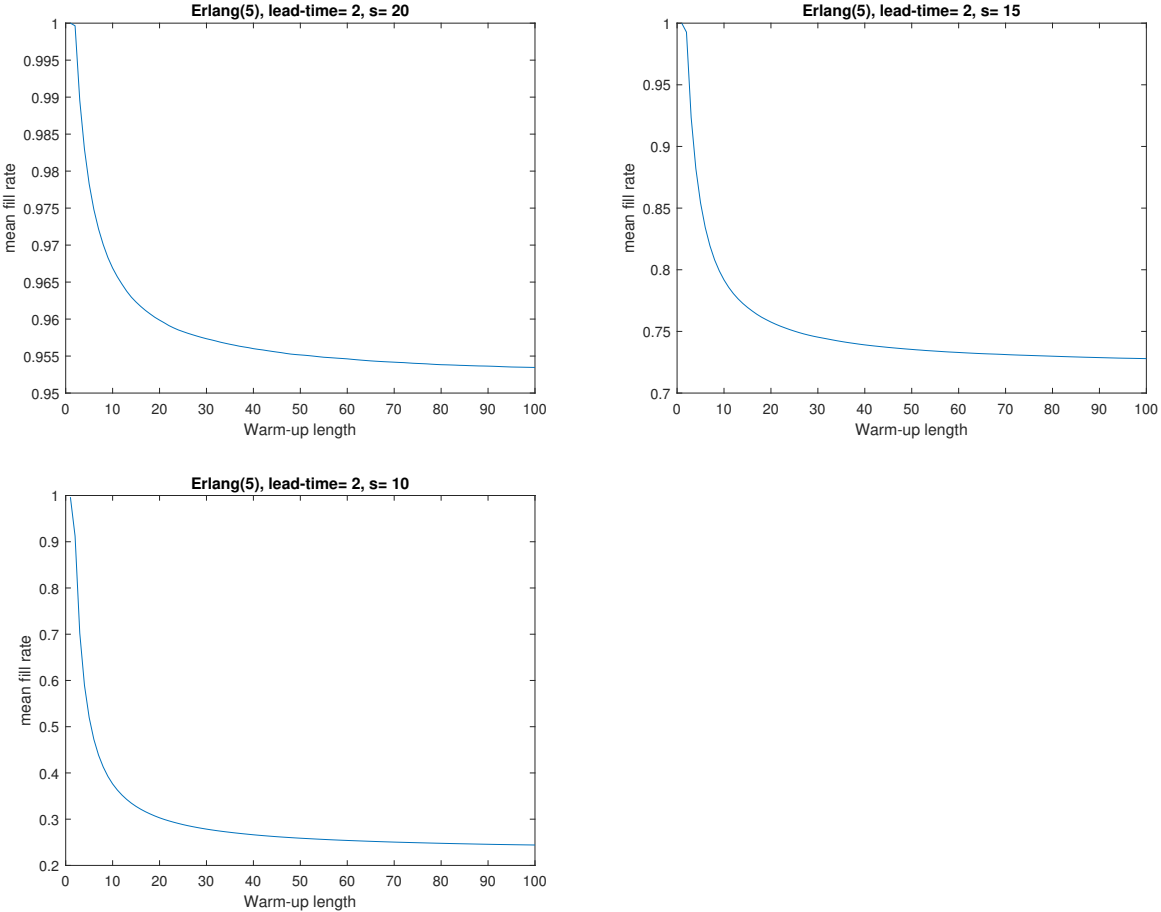 Erlang(5), lead-time= 2, s= 20
1
0.995
0.99
0.985
0.98
0.975
0.97
0.965
0.96
0.955
0.95
mean fill rate
0 10 20 30 40 50 60 70 80 90 100
Warm-up length
Erlang(5), lead-time= 2, s= 15
1
0.95
0.9
0.85
0.8
0.75
0.7
mean fill rate
0 10 20 30 40 50 60 70 80 90 100
Warm-up length
Erlang(5), lead-time= 2, s= 10
1
0.9
0.8
0.7
0.6
0.5
0.4
0.3
0.2
mean fill rate
0 10 20 30 40 50 60 70 80 90 100
Warm-up length